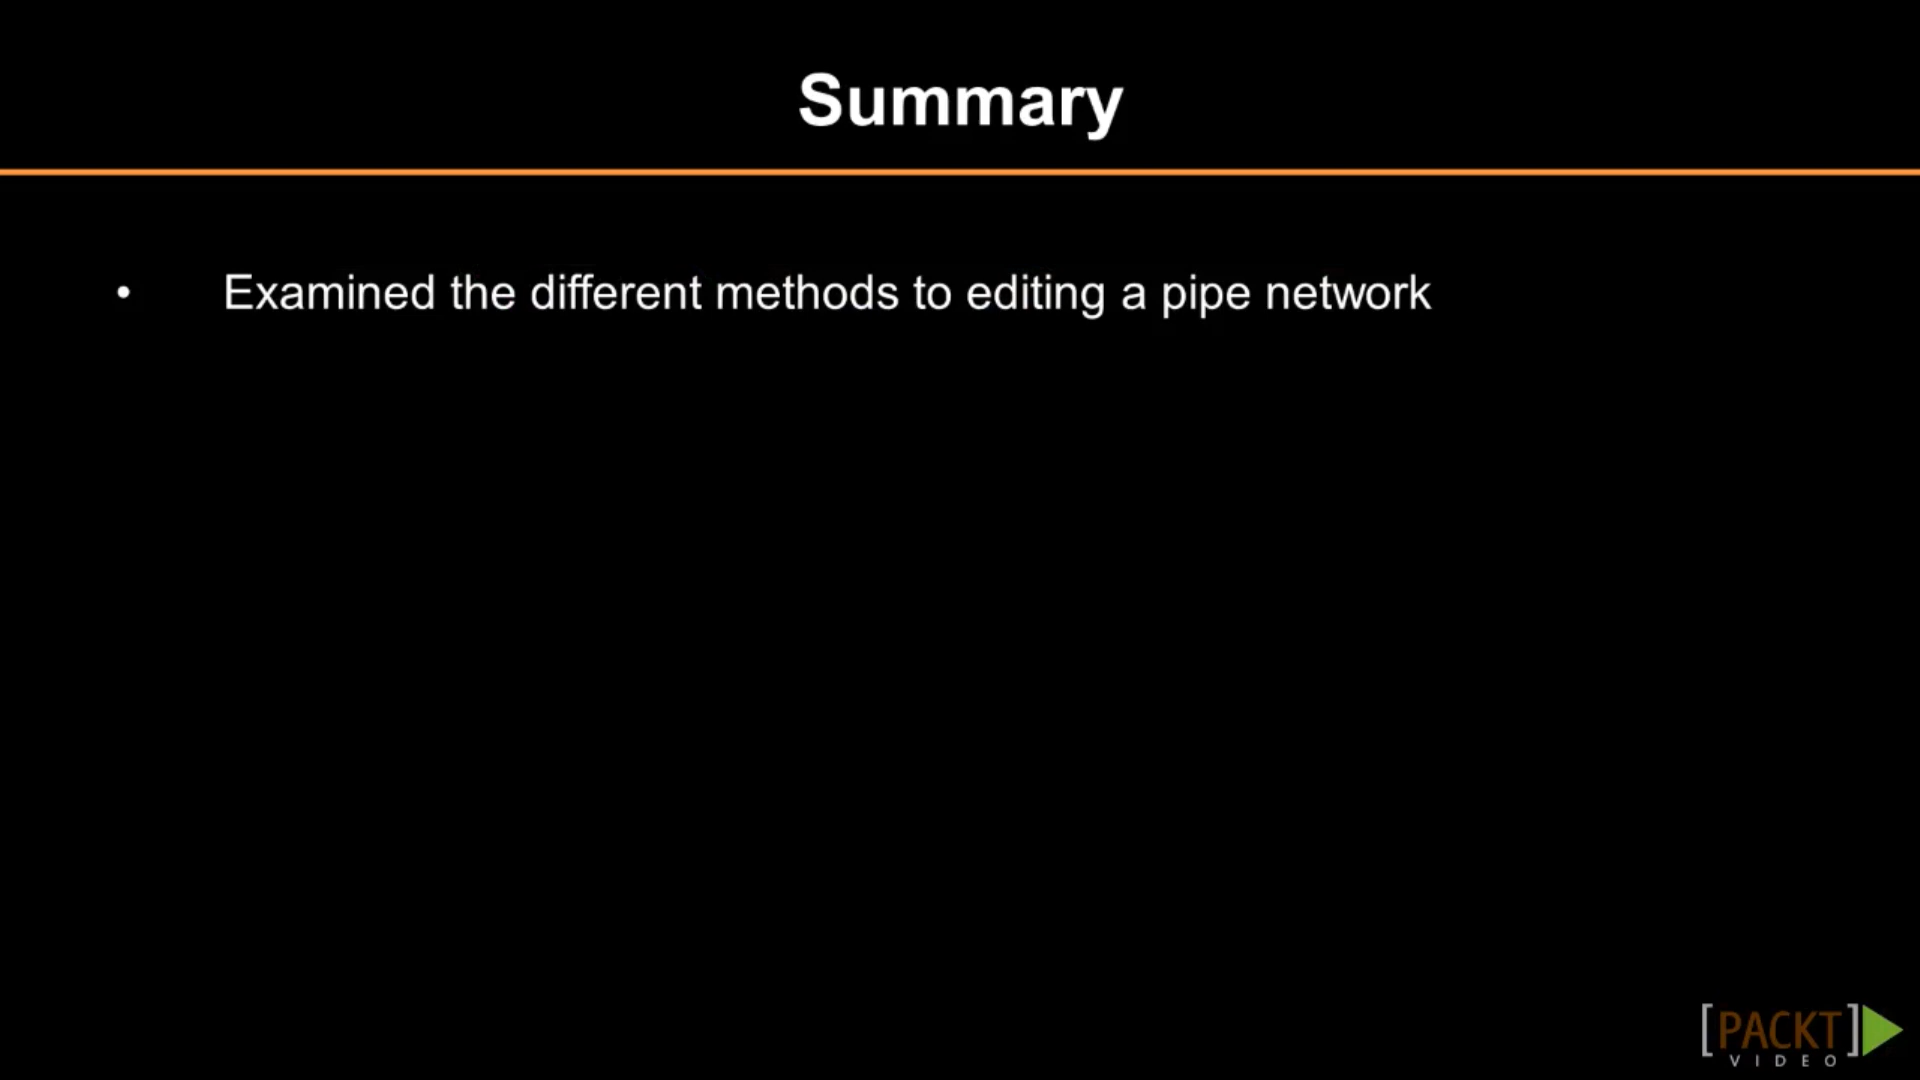 Summary
• Examined the different methods to editing a pipe network
[PACKT]
VIDEO